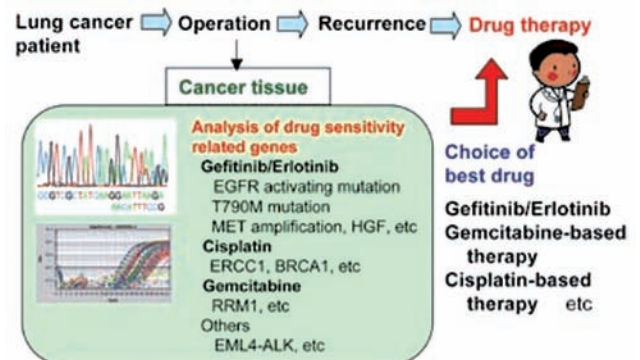 Lung cancer patient
Operation
Recurrence
Drug therapy
Cancer tissue
Analysis of drug sensitivity
related genes
Gefitinib/Erlotinib
EGFR activating mutation
T790M mutation
MET amplification, HGF, etc
Cisplatin
ERCC1, BRCA1, etc
Gemcitabine
RRM1, etc
Others
EML4-ALK, etc
Choice of
best drug
Gefitinib/Erlotinib
Gemcitabine-based
therapy
Cisplatin-based
therapy etc